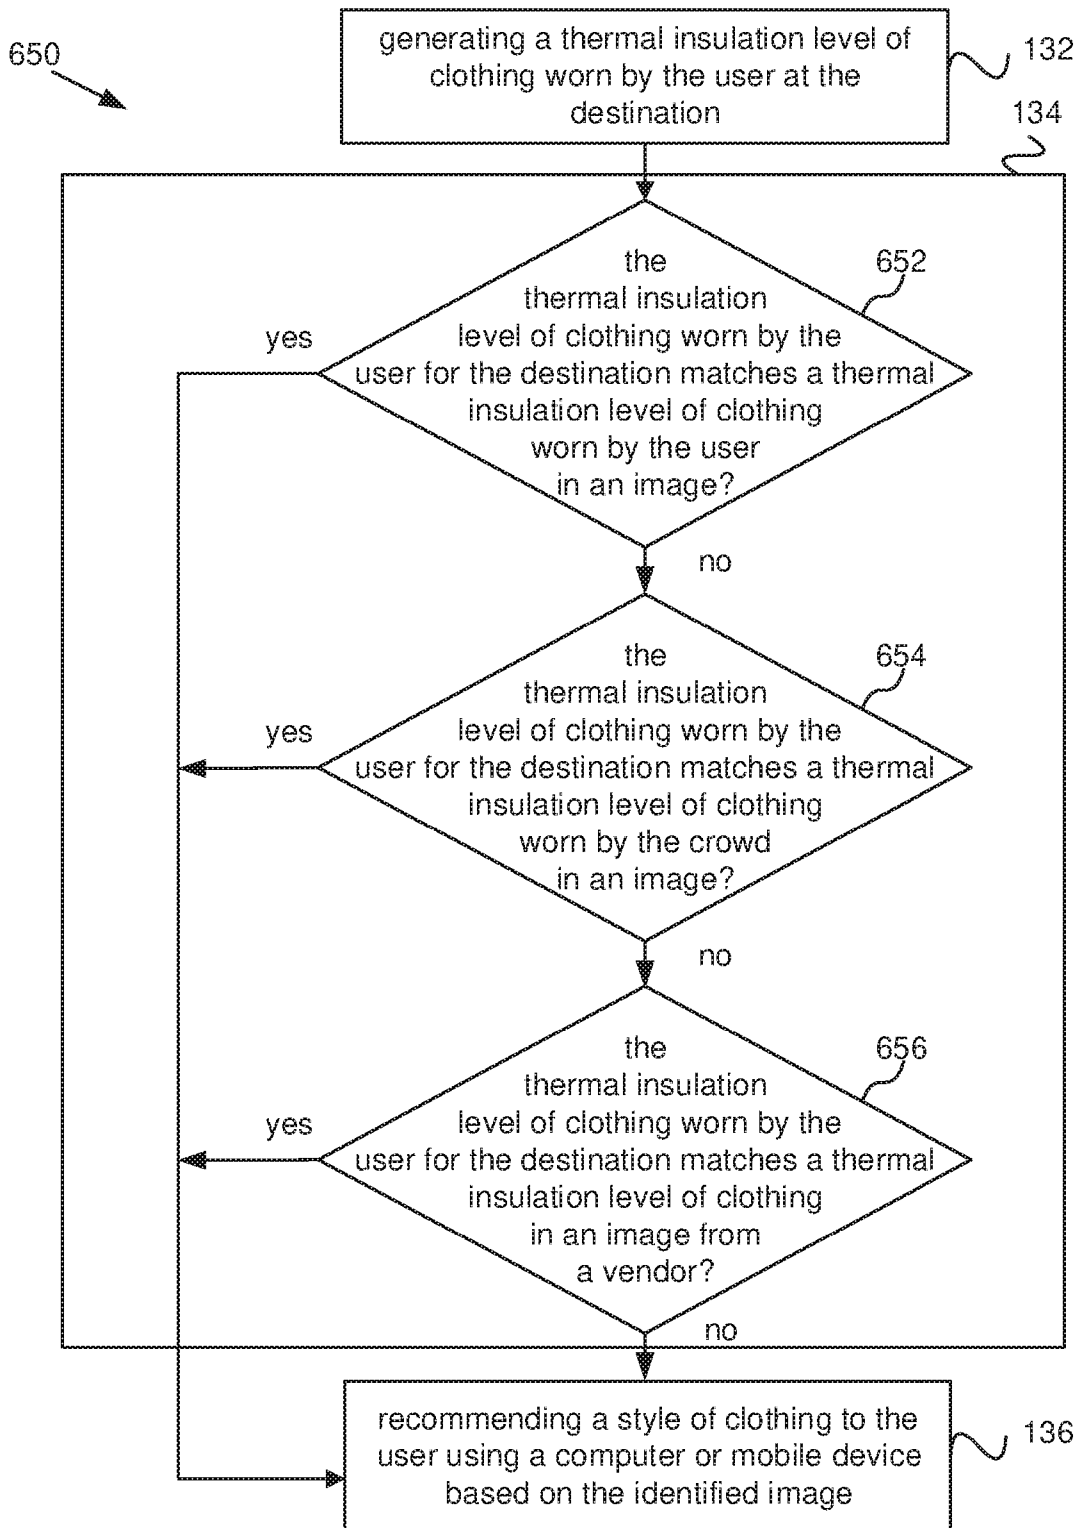 650
generating a thermal insulation level of
clothing worn by the user at the
destination
132
134
the
thermal insulation
level of clothing worn by the
user for the destination matches a thermal
insulation level of clothing
worn by the user
in an image?
652
yes
no
the
thermal insulation
level of clothing worn by the
user for the destination matches a thermal
insulation level of clothing
worn by the crowd
in an image?
654
yes
no
the
thermal insulation
level of clothing worn by the
user for the destination matches a thermal
insulation level of clothing
in an image from
a vendor?
656
yes
no
recommending a style of clothing to the
user using a computer or mobile device
based on the identified image
136